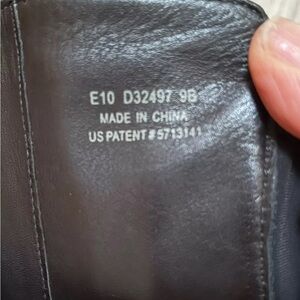 E10 D32497 9B
MADE IN CHINA
US PATENT # 5713141